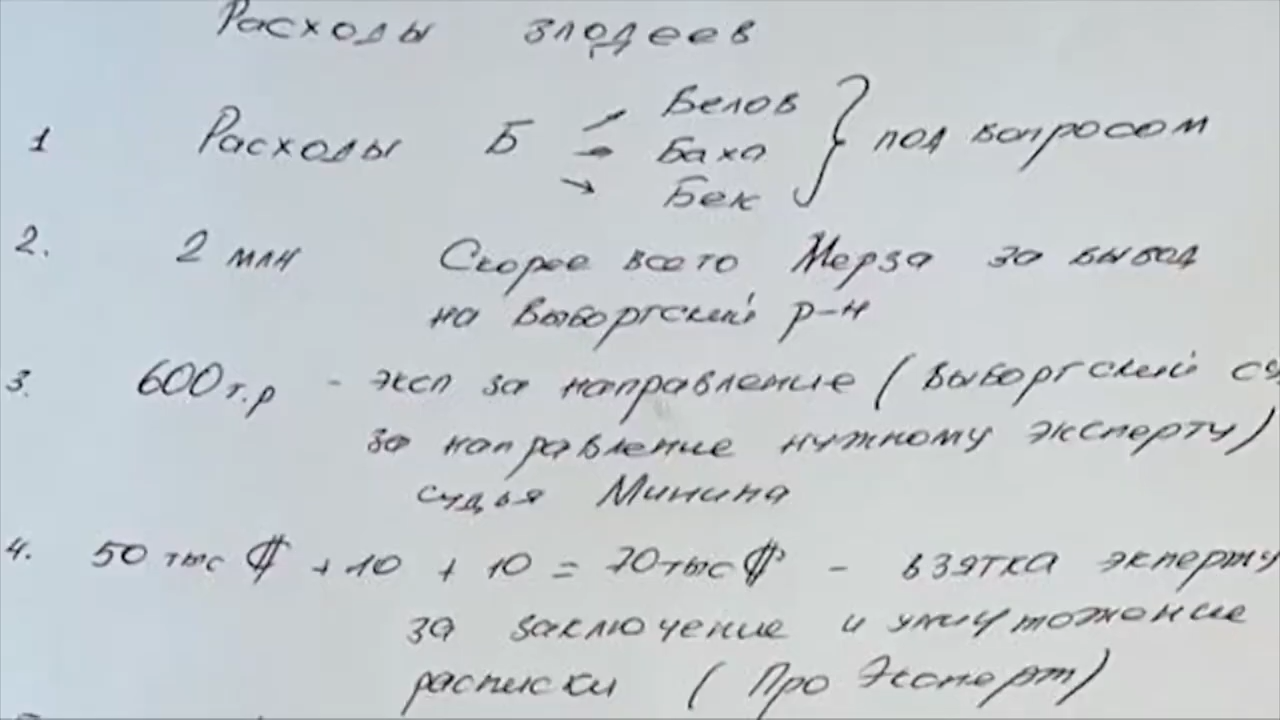 Расходы злодеев
1 Расходы Б → Белов
→ Баха } под вопросом
→ Бек
2. 2 млн Скорее всего Мерза за вывод
на Выборгский р-н
3. 600 т.р - эксп за направление (Выборгский су
за направление нужному эксперту)
судья Минина
4. 50 тыс $ + 10 + 10 = 70 тыс $ - взятка эксперту
за заключение и уничтожение
расписки (Про Эксперт)